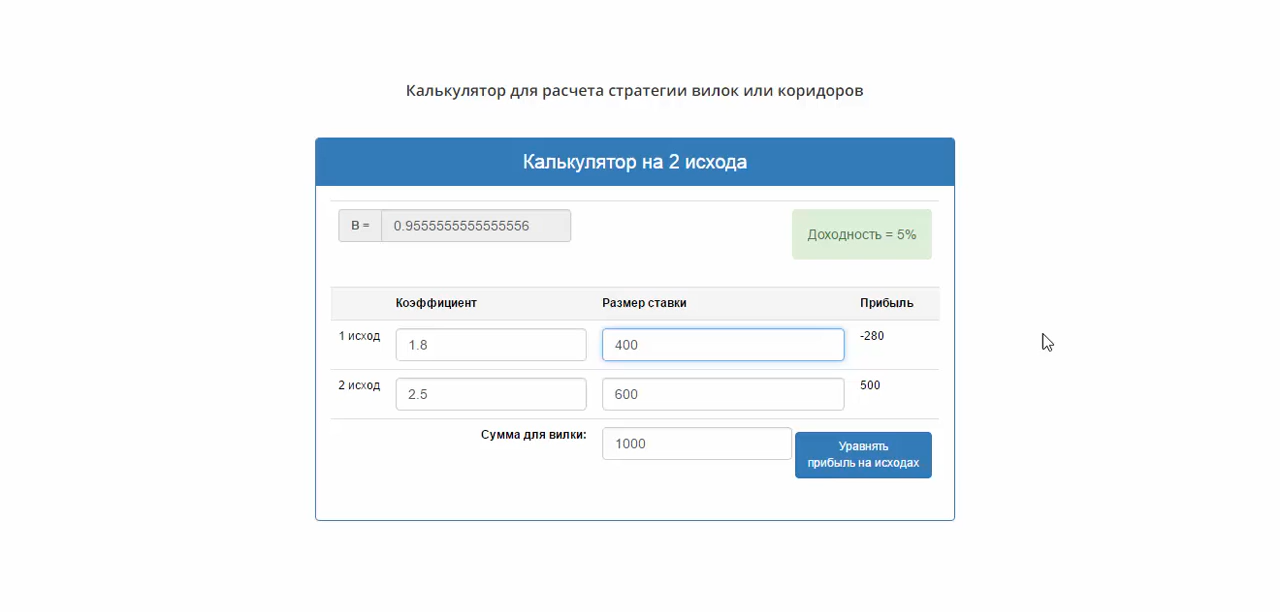 Калькулятор для расчета стратегии вилок или коридоров
Калькулятор на 2 исхода
B = 0.9555555555555556
Доходность = 5%
Коэффициент Размер ставки Прибыль
1 исход 1.8 400 -280
2 исход 2.5 600 500
Сумма для вилки: 1000
Уравнять
прибыль на исходах